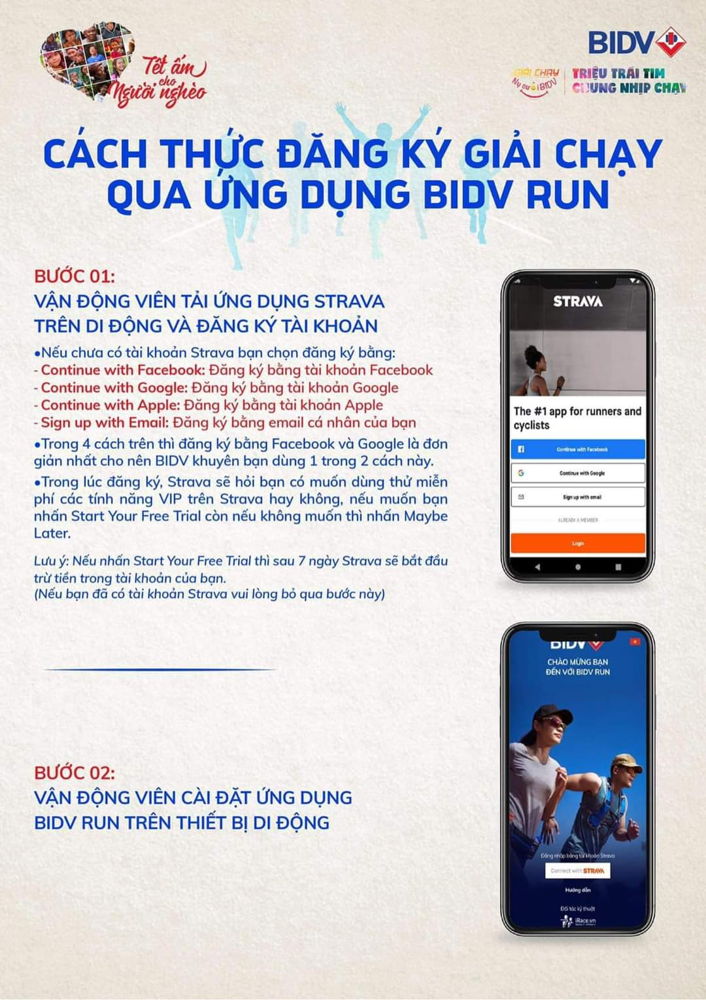 Tết ấm
cho
Người nghèo
BIDV
GIẢI CHẠY
Nụ cười BIDV
TRIỆU TRÁI TIM
CHUNG NHỊP CHẠY
CÁCH THỨC ĐĂNG KÝ GIẢI CHẠY
QUA ỨNG DỤNG BIDV RUN
BƯỚC 01:
VẬN ĐỘNG VIÊN TẢI ỨNG DỤNG STRAVA
TRÊN DI ĐỘNG VÀ ĐĂNG KÝ TÀI KHOẢN
•Nếu chưa có tài khoản Strava bạn chọn đăng ký bằng:
- Continue with Facebook: Đăng ký bằng tài khoản Facebook
- Continue with Google: Đăng ký bằng tài khoản Google
- Continue with Apple: Đăng ký bằng tài khoản Apple
- Sign up with Email: Đăng ký bằng email cá nhân của bạn
•Trong 4 cách trên thì đăng ký bằng Facebook và Google là đơn
giản nhất cho nên BIDV khuyên bạn dùng 1 trong 2 cách này.
•Trong lúc đăng ký, Strava sẽ hỏi bạn có muốn dùng thử miễn
phí các tính năng VIP trên Strava hay không, nếu muốn bạn
nhấn Start Your Free Trial còn nếu không muốn thì nhấn Maybe
Later.
Lưu ý: Nếu nhấn Start Your Free Trial thì sau 7 ngày Strava sẽ bắt đầu
trừ tiền trong tài khoản của bạn.
(Nếu bạn đã có tài khoản Strava vui lòng bỏ qua bước này)
STRAVA
The #1 app for runners and
cyclists
Continue with Facebook
Continue with Google
Sign up with email
ALREADY A MEMBER
Login
BƯỚC 02:
VẬN ĐỘNG VIÊN CÀI ĐẶT ỨNG DỤNG
BIDV RUN TRÊN THIẾT BỊ DI ĐỘNG
BIDV
CHÀO MỪNG BẠN
ĐẾN VỚI BIDV RUN
Đăng nhập bằng tài khoản Strava
Connect with STRAVA
Hướng dẫn
Đối tác kỹ thuật
iRace.vn